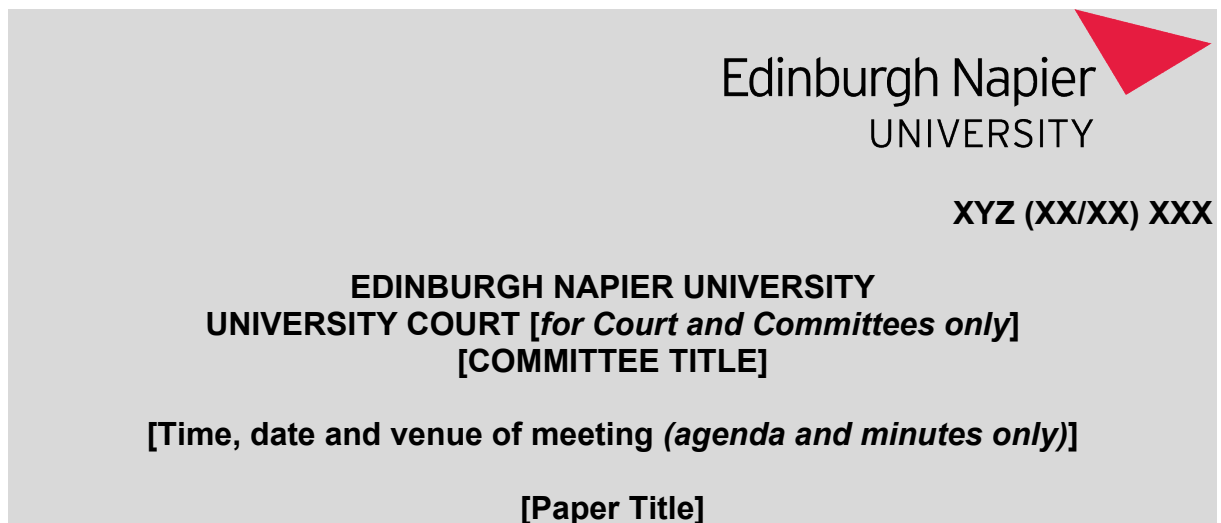 Edinburgh Napier
UNIVERSITY
XYZ (XX/XX) XXX
EDINBURGH NAPIER UNIVERSITY
UNIVERSITY COURT [for Court and Committees only]
[COMMITTEE TITLE]
[Time, date and venue of meeting (agenda and minutes only)]
[Paper Title]